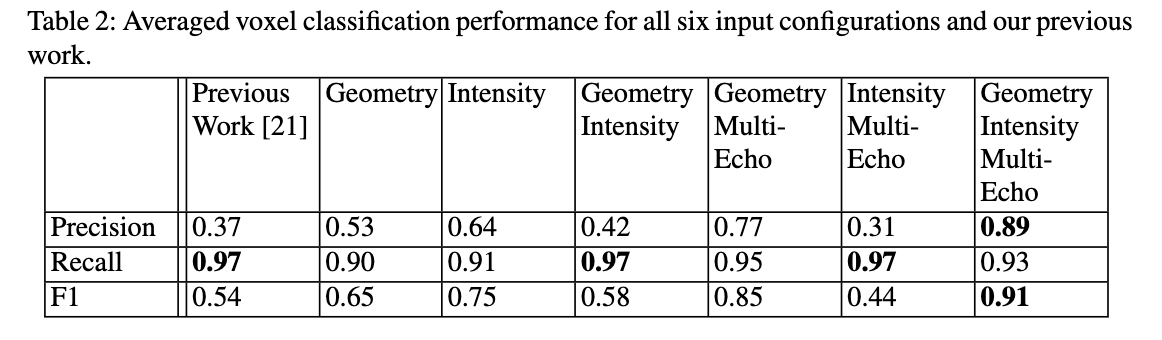 Table 2: Averaged voxel classification performance for all six input configurations and our previous
work.
Previous Geometry Intensity Geometry Geometry Intensity Geometry
Work [21] Intensity Multi- Multi- Intensity
Echo Echo Multi-
Echo
Precision 0.37 0.53 0.64 0.42 0.77 0.31 0.89
Recall 0.97 0.90 0.91 0.97 0.95 0.97 0.93
F1 0.54 0.65 0.75 0.58 0.85 0.44 0.91